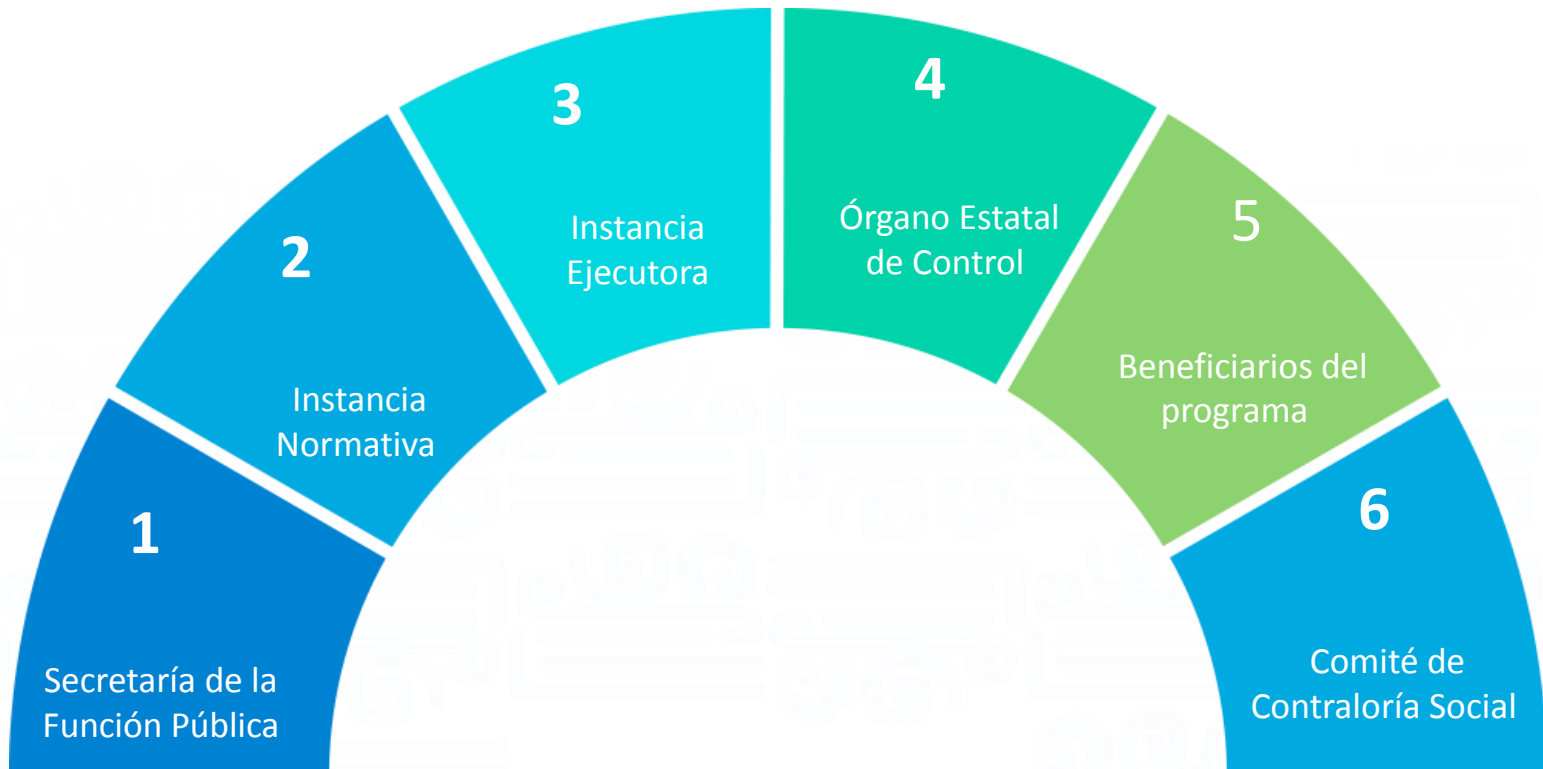 1
Secretaría de la
Función Pública
2
Instancia
Normativa
3
Instancia
Ejecutora
4
Órgano Estatal
de Control
5
Beneficiarios del
programa
6
Comité de
Contraloría Social